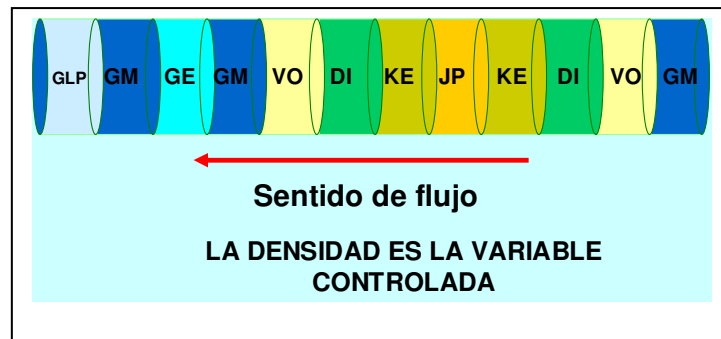 GLP GM GE GM VO DI KE JP KE DI VO GM
Sentido de flujo
LA DENSIDAD ES LA VARIABLE
CONTROLADA